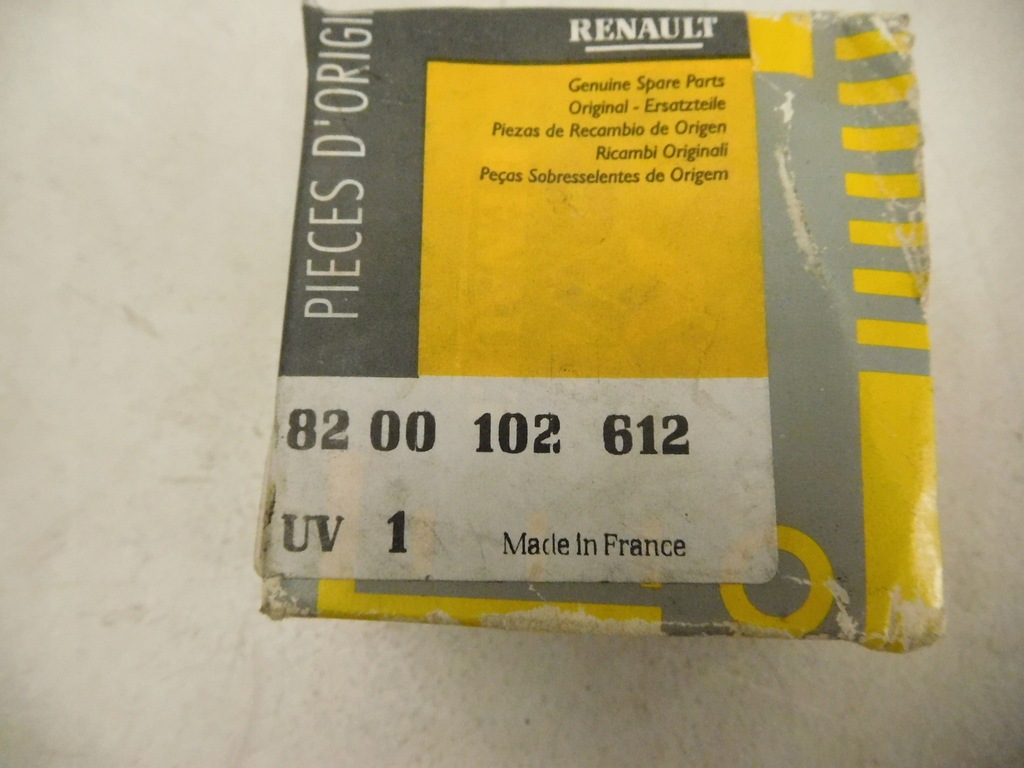 RENAULT
PIECES D'ORIGI
Genuine Spare Parts
Original - Ersatzteile
Piezas de Recambio de Origen
Ricambi Originali
Peças Sobresselentes de Origem
82 00 102 612
UV 1 Made in France